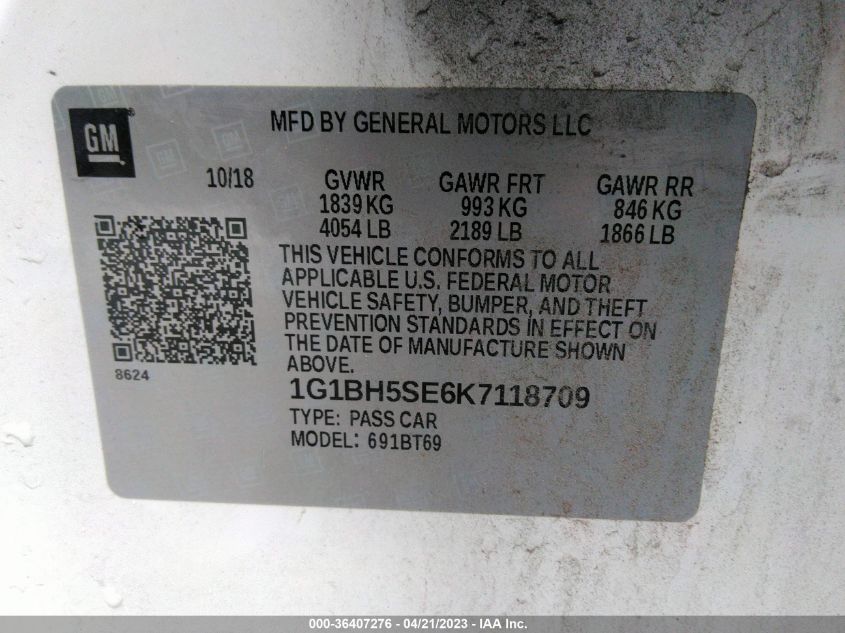 GM
MFD BY GENERAL MOTORS LLC
10/18 GVWR GAWR FRT GAWR RR
1839 KG 993 KG 846 KG
4054 LB 2189 LB 1866 LB
THIS VEHICLE CONFORMS TO ALL
APPLICABLE U.S. FEDERAL MOTOR
VEHICLE SAFETY, BUMPER, AND THEFT
PREVENTION STANDARDS IN EFFECT ON
THE DATE OF MANUFACTURE SHOWN
ABOVE.
8624
1G1BH5SE6K7118709
TYPE: PASS CAR
MODEL: 691BT69
000-36407276 - 04/21/2023 - IAA Inc.